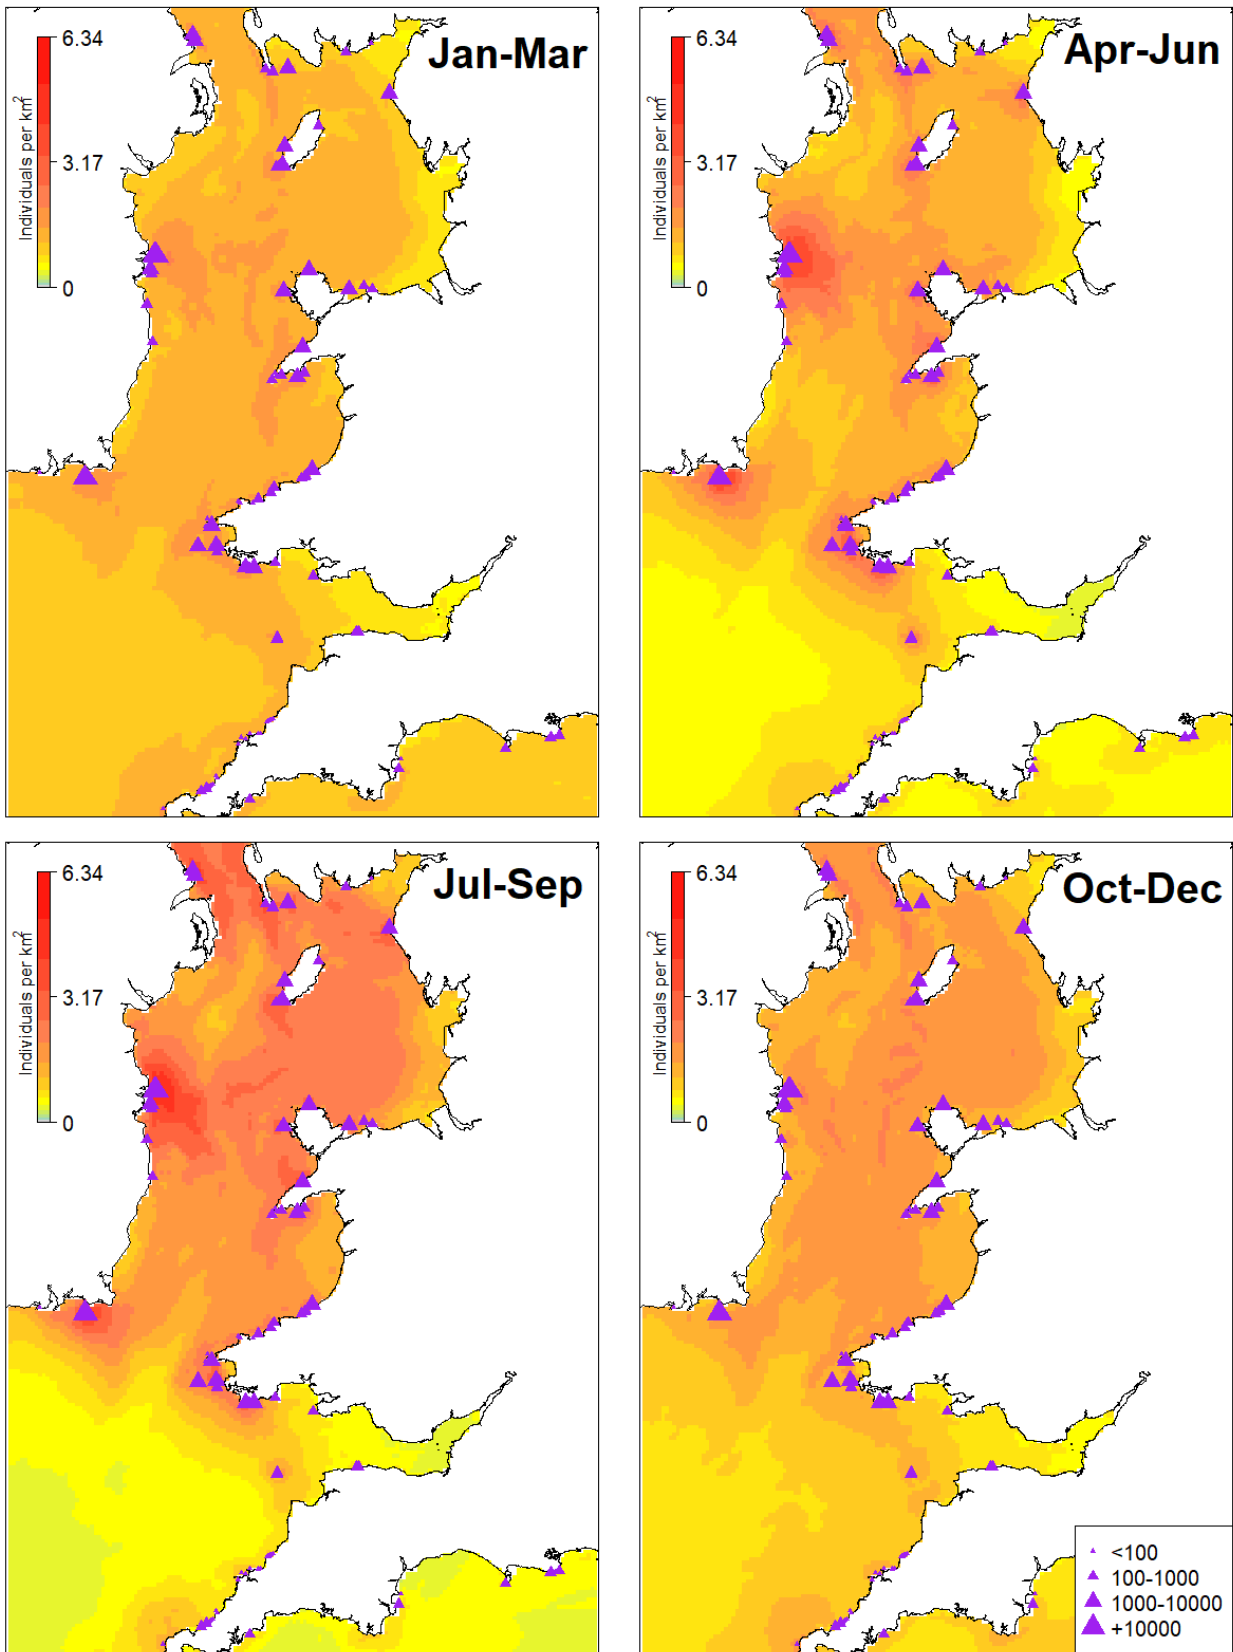 Jan-Mar
6.34
3.17
0
Individuals per km2
Apr-Jun
6.34
3.17
0
Individuals per km2
Jul-Sep
6.34
3.17
0
Individuals per km2
Oct-Dec
6.34
3.17
0
Individuals per km2
<100
100-1000
1000-10000
+10000